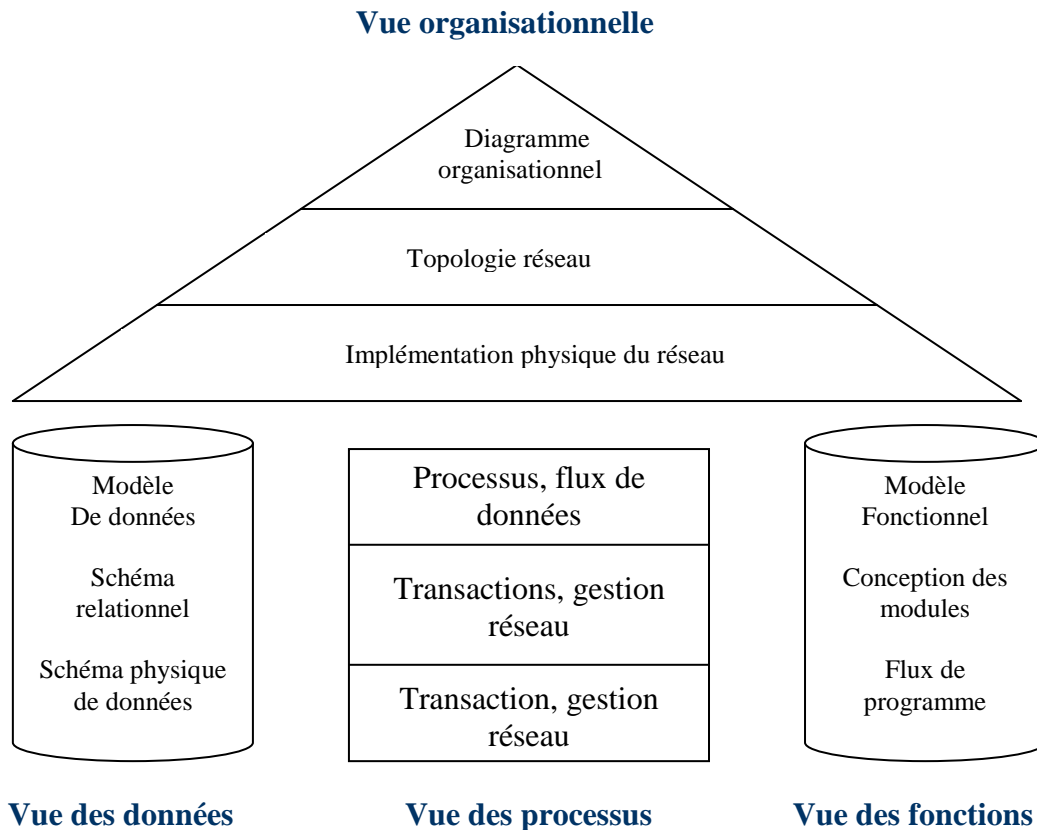 Vue organisationnelle
Diagramme
organisationnel
Topologie réseau
Implémentation physique du réseau
Modèle
De données
Schéma
relationnel
Schéma physique
de données
Processus, flux de
données
Transactions, gestion
réseau
Transaction, gestion
réseau
Modèle
Fonctionnel
Conception des
modules
Flux de
programme
Vue des données
Vue des processus
Vue des fonctions